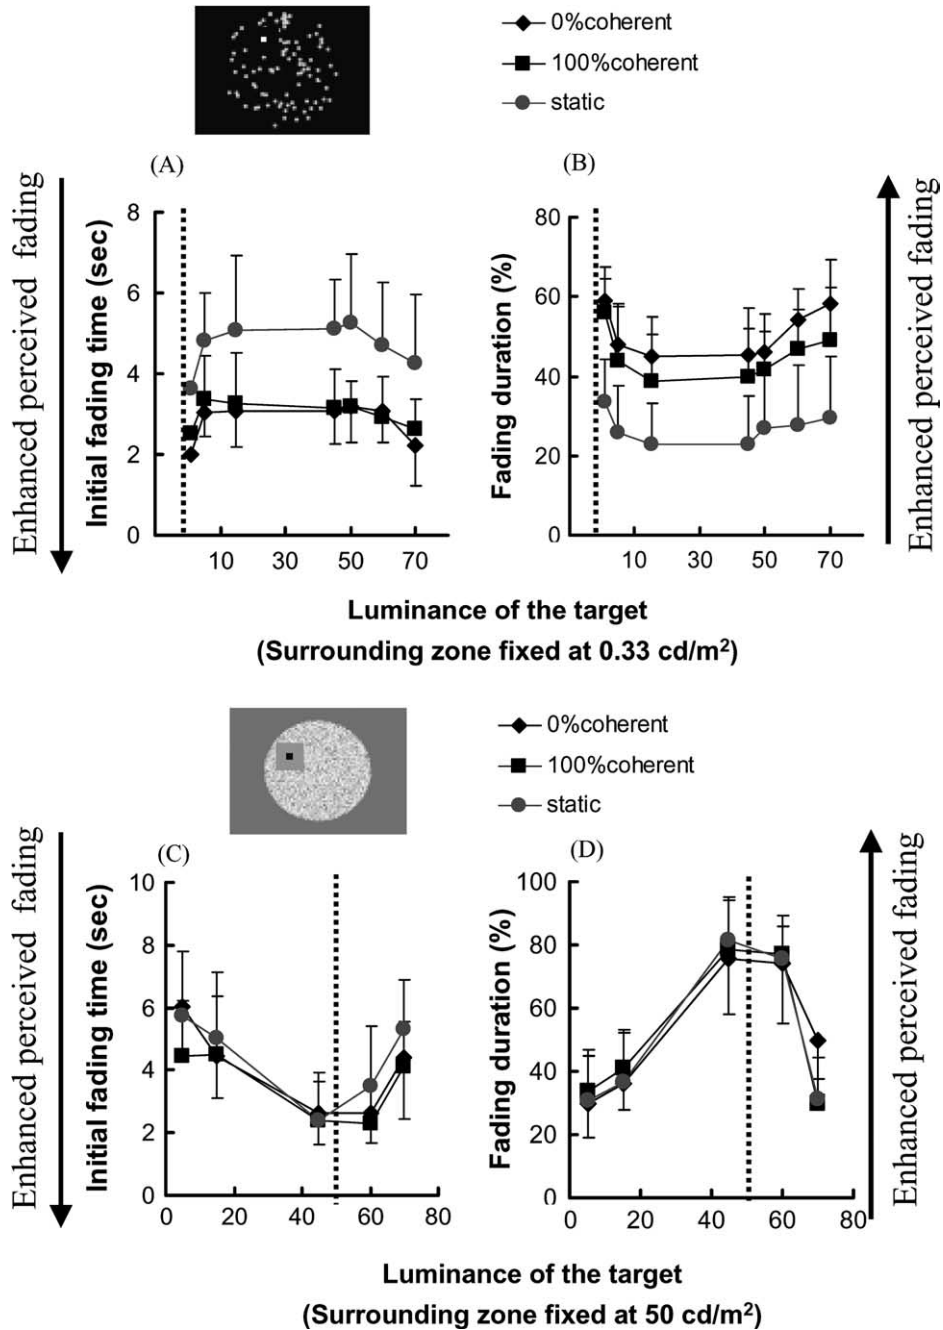 0%coherent
100%coherent
static
(A)
Enhanced perceived fading
Initial fading time (sec)
8
6
4
2
0
10 30 50 70
(B)
Fading duration (%)
80
60
40
20
0
10 30 50 70
Enhanced perceived fading
Luminance of the target
(Surrounding zone fixed at 0.33 cd/m²)
0%coherent
100%coherent
static
(C)
Enhanced perceived fading
Initial fading time (sec)
10
8
6
4
2
0
0 20 40 60 80
(D)
Fading duration (%)
100
80
60
40
20
0
0 20 40 60 80
Enhanced perceived fading
Luminance of the target
(Surrounding zone fixed at 50 cd/m²)